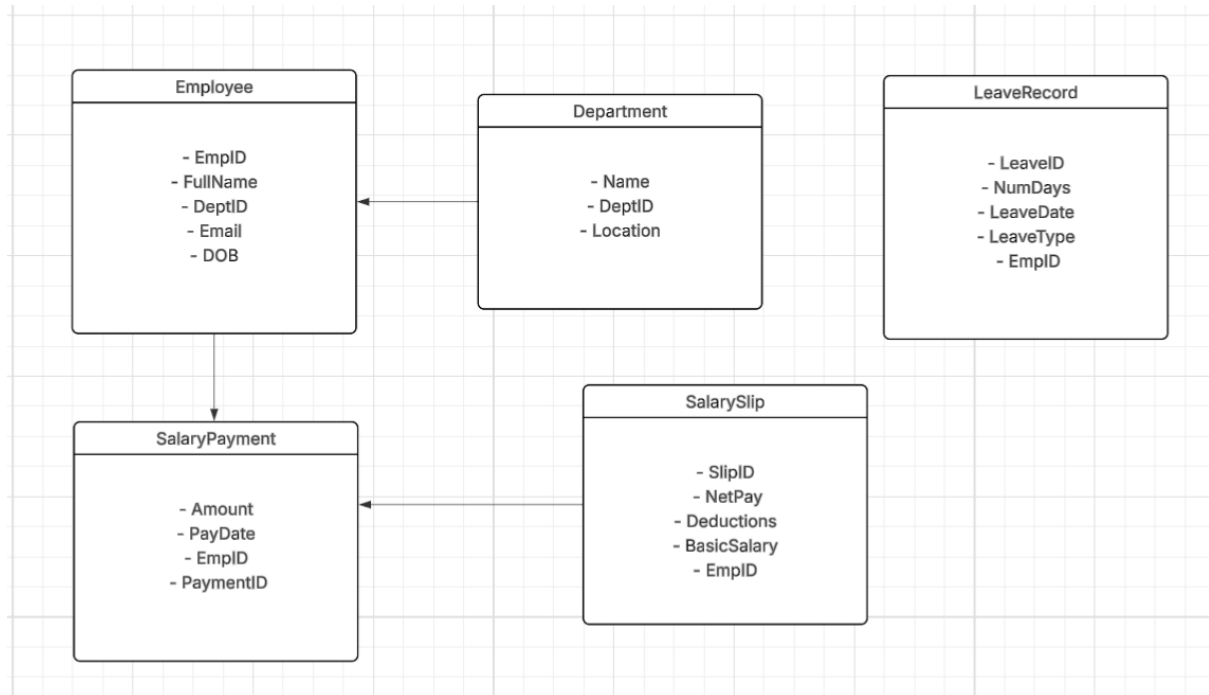 Employee
- EmpID
- FullName
- DeptID
- Email
- DOB
Department
- Name
- DeptID
- Location
LeaveRecord
- LeaveID
- NumDays
- LeaveDate
- LeaveType
- EmpID
SalaryPayment
- Amount
- PayDate
- EmpID
- PaymentID
SalarySlip
- SlipID
- NetPay
- Deductions
- BasicSalary
- EmpID